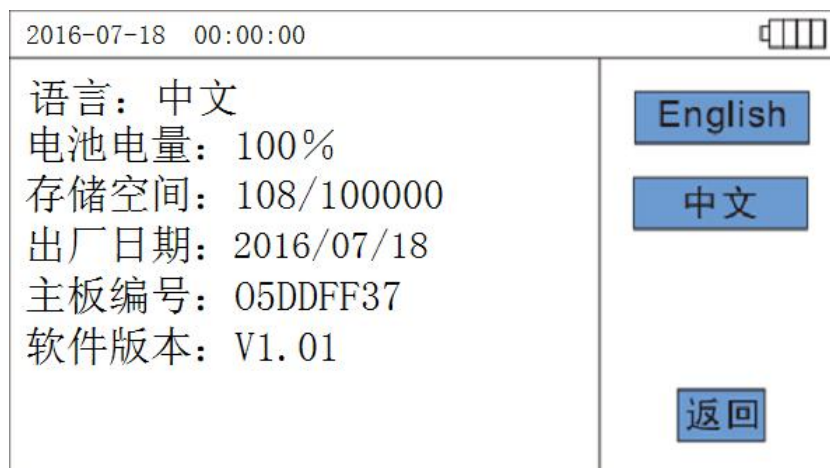 2016-07-18 00:00:00
语言：中文
电池电量：100%
存储空间：108/100000
出厂日期：2016/07/18
主板编号：05DDFF37
软件版本：V1.01
English
中文
返回